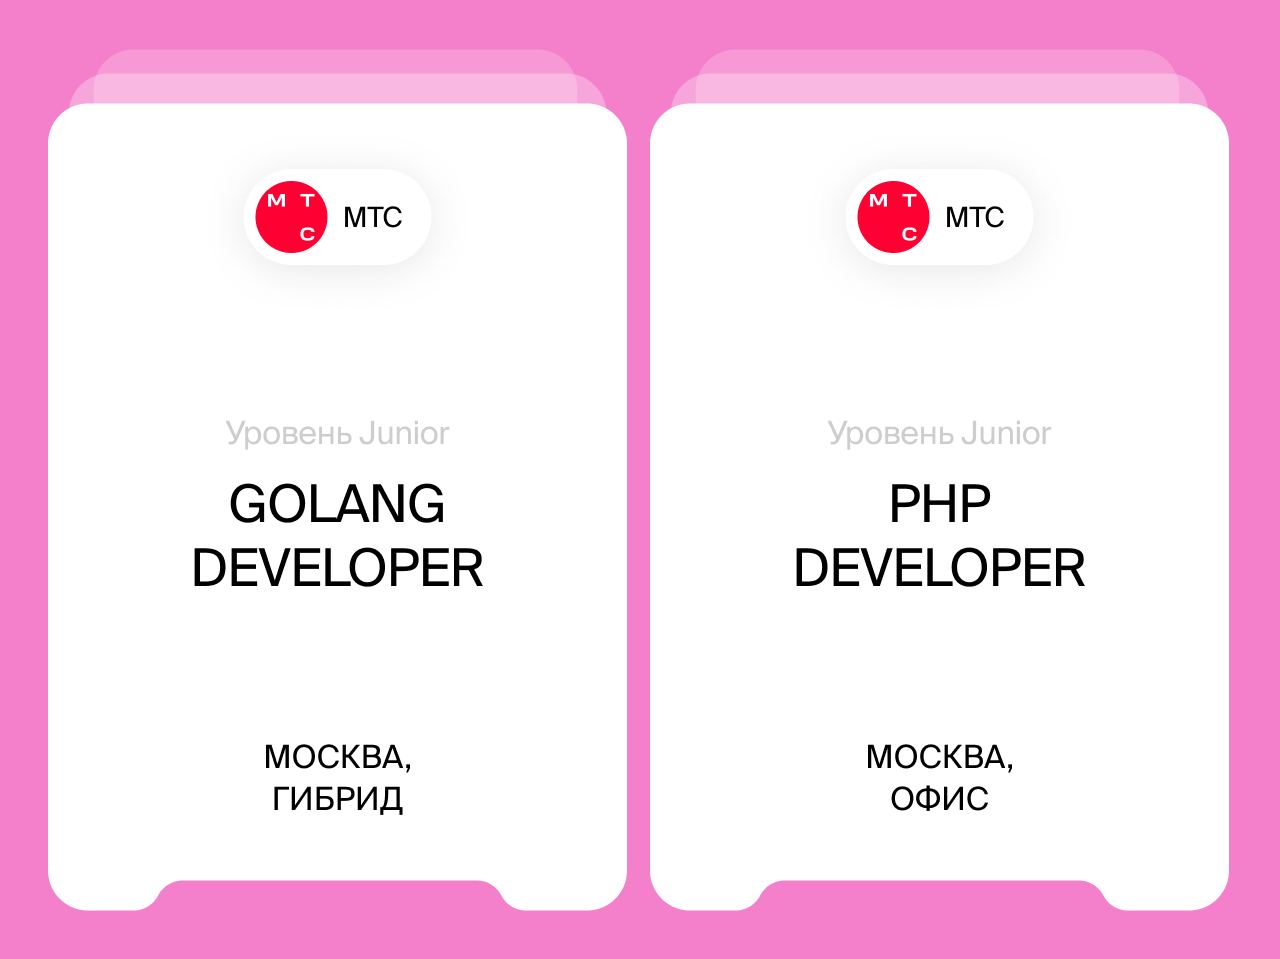 М Т
С
МТС
Уровень Junior
GOLANG
DEVELOPER
МОСКВА,
ГИБРИД
М Т
С
МТС
Уровень Junior
PHP
DEVELOPER
МОСКВА,
ОФИС